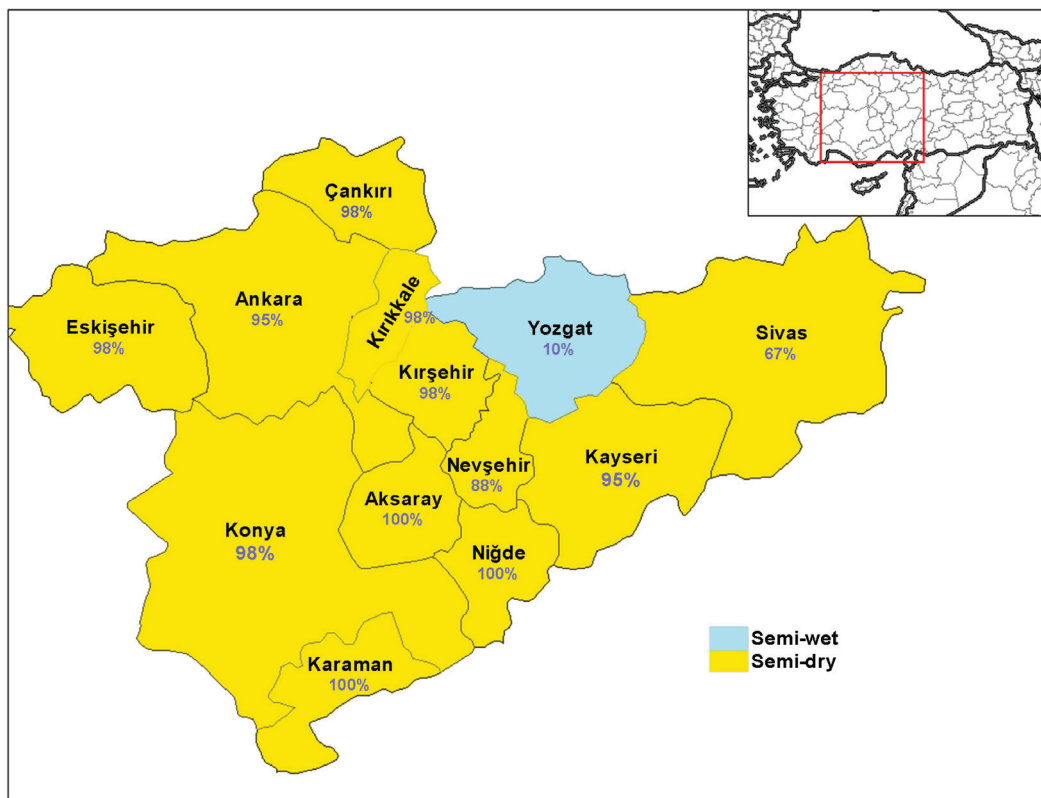 Çankırı
98%
Ankara
95%
Kırıkkale
98%
Eskişehir
98%
Yozgat
10%
Sivas
67%
Kırşehir
98%
Nevşehir
88%
Kayseri
95%
Aksaray
100%
Konya
98%
Niğde
100%
Karaman
100%
Semi-wet
Semi-dry